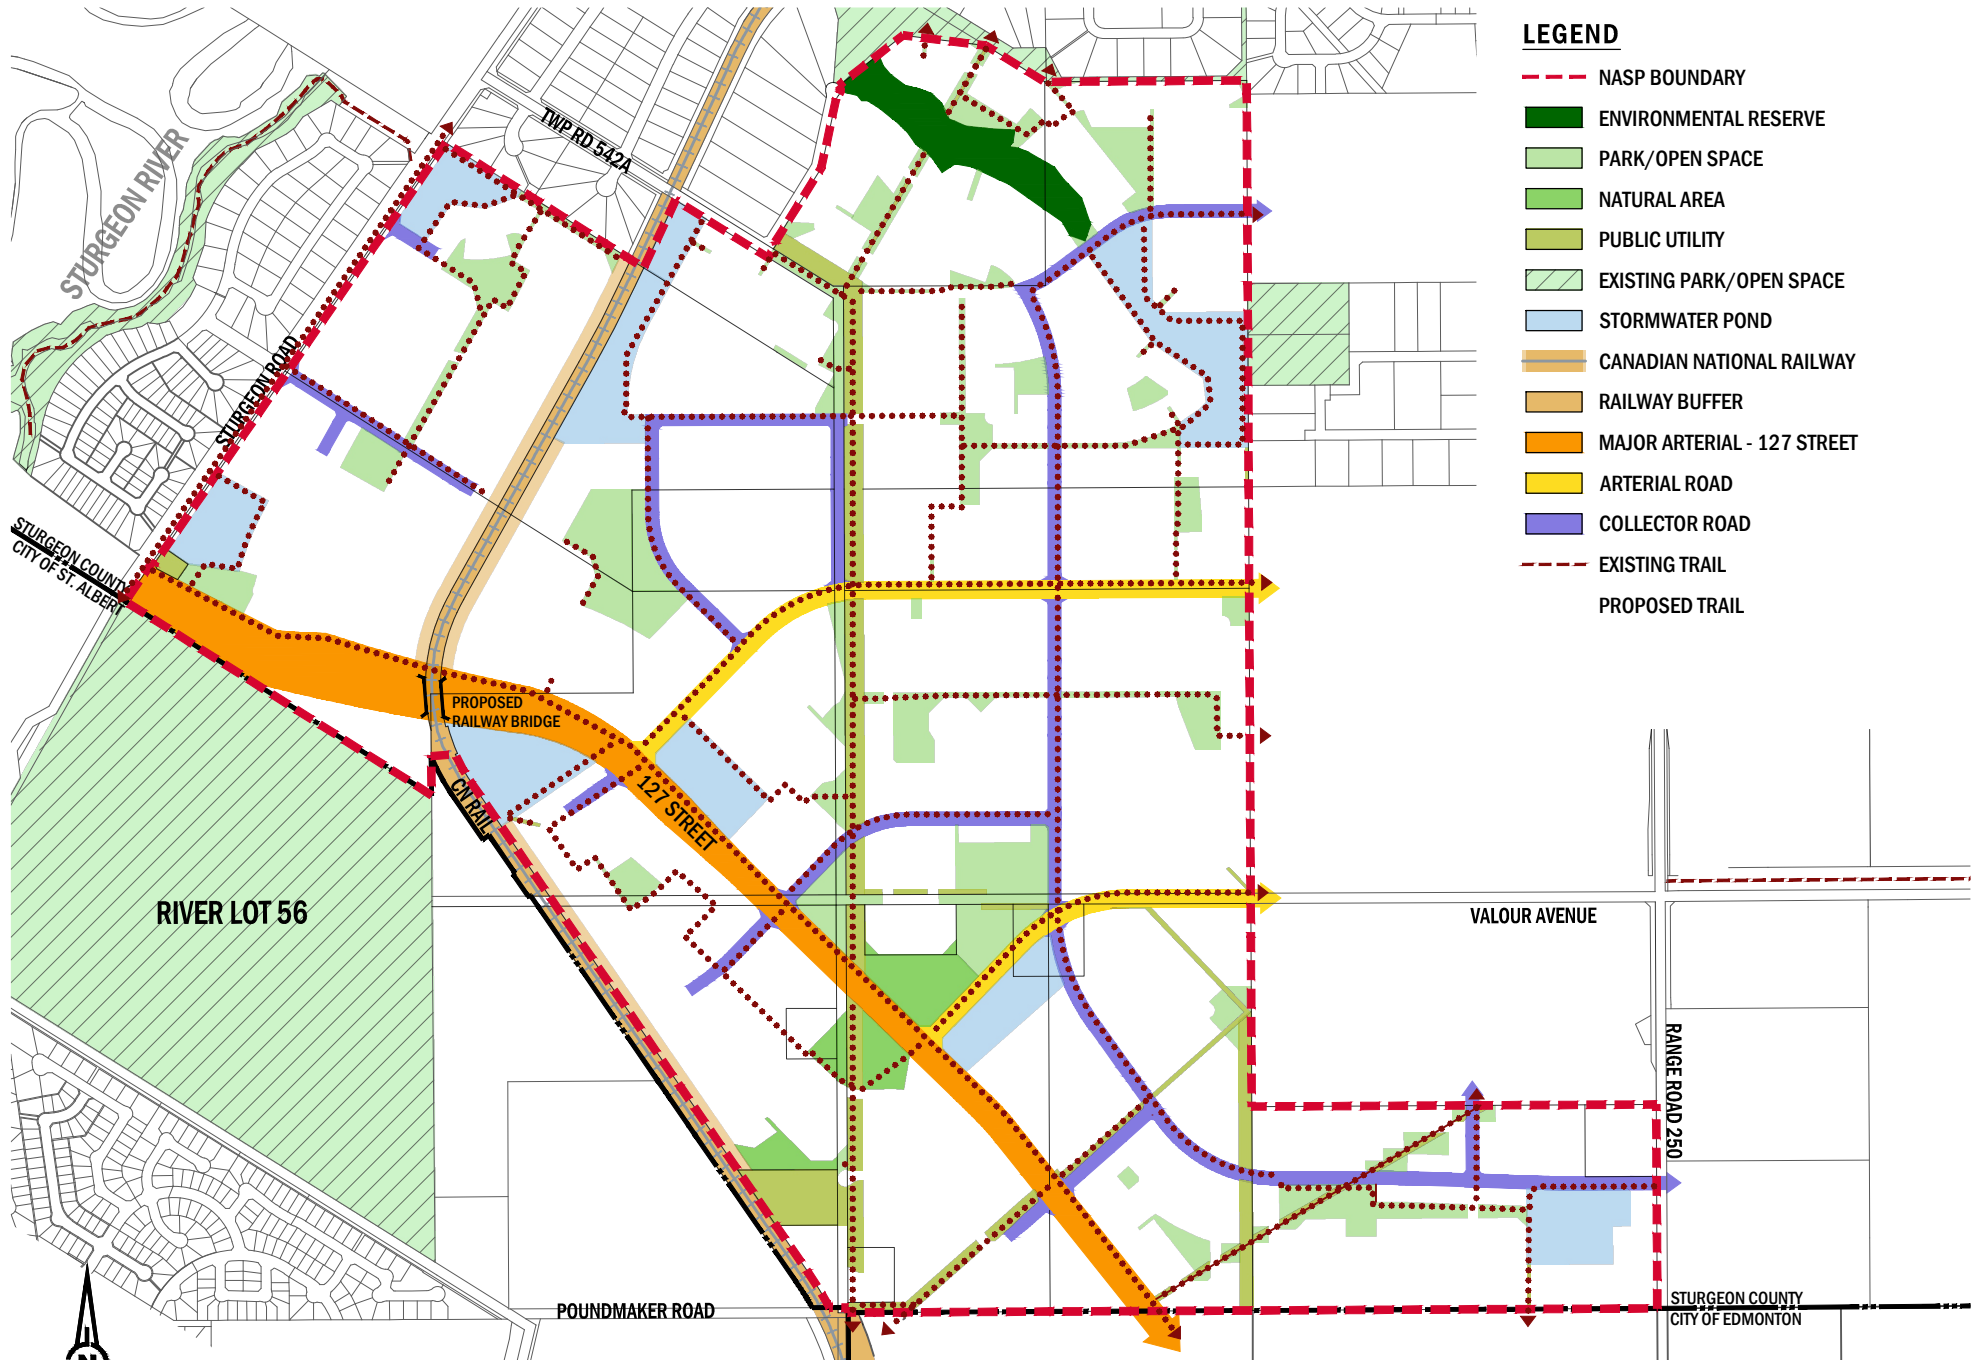 LEGEND
NASP BOUNDARY
ENVIRONMENTAL RESERVE
PARK/OPEN SPACE
NATURAL AREA
PUBLIC UTILITY
EXISTING PARK/OPEN SPACE
STORMWATER POND
CANADIAN NATIONAL RAILWAY
RAILWAY BUFFER
MAJOR ARTERIAL - 127 STREET
ARTERIAL ROAD
COLLECTOR ROAD
EXISTING TRAIL
PROPOSED TRAIL
TWP RD 542A
STURGEON RIVER
STURGEON ROAD
STURGEON COUNTY
CITY OF ST. ALBERT
PROPOSED
RAILWAY BRIDGE
CN RAIL
127 STREET
RIVER LOT 56
VALOUR AVENUE
RANGE ROAD 250
POUNDMAKER ROAD
STURGEON COUNTY
CITY OF EDMONTON
N